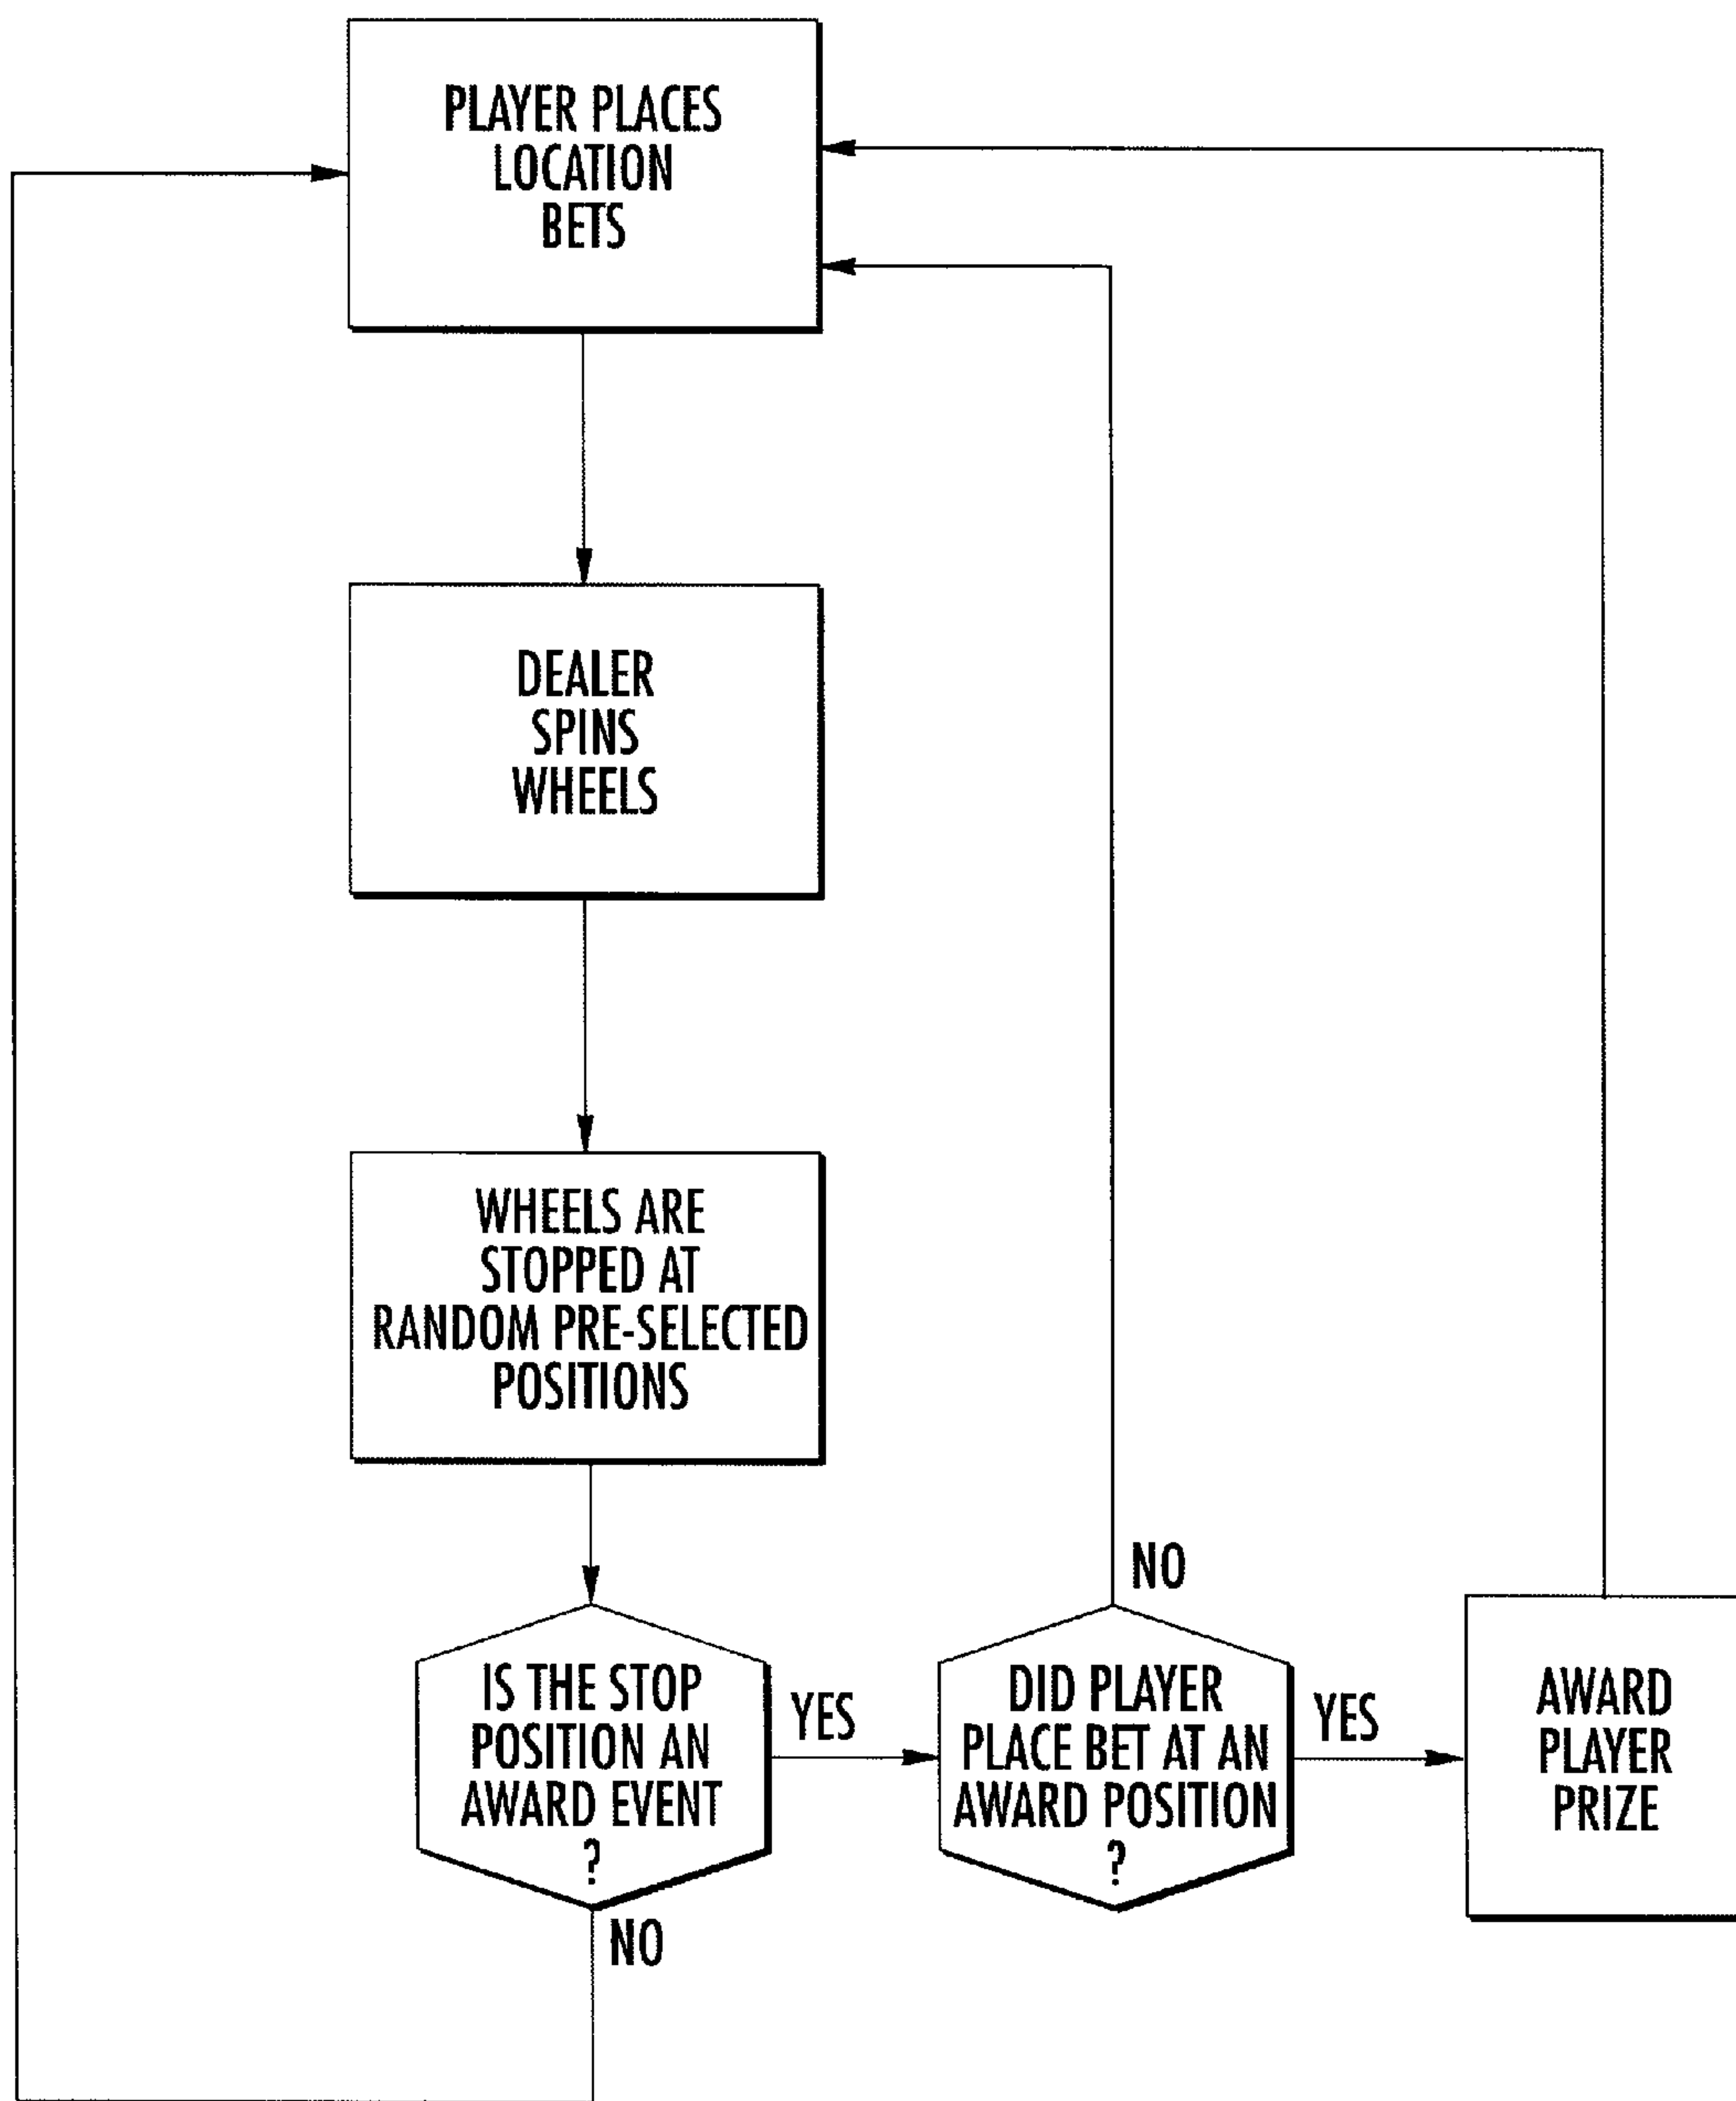 PLAYER PLACES
LOCATION
BETS
DEALER
SPINS
WHEELS
WHEELS ARE
STOPPED AT
RANDOM PRE-SELECTED
POSITIONS
IS THE STOP
POSITION AN
AWARD EVENT
?
YES
NO
DID PLAYER
PLACE BET AT AN
AWARD POSITION
?
NO
YES
AWARD
PLAYER
PRIZE